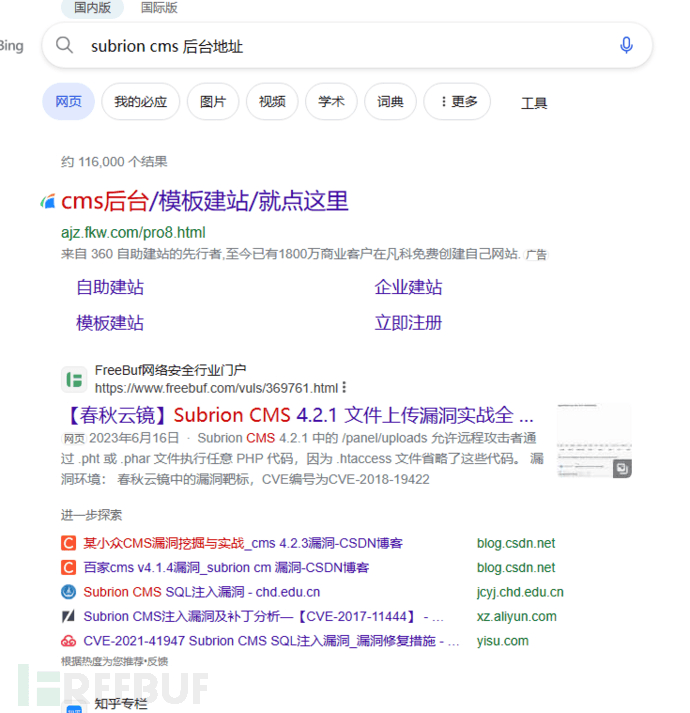 国内版 国际版
Bing
subrion cms 后台地址
网页 我的必应 图片 视频 学术 词典 更多 工具
约 116,000 个结果
cms后台/模板建站/就点这里
ajz.fkw.com/pro8.html
来自 360 自助建站的先行者,至今已有1800万商业客户在凡科免费创建自己网站. 广告
自助建站 企业建站
模板建站 立即注册
FreeBuf网络安全行业门户
https://www.freebuf.com/vuls/369761.html
【春秋云镜】Subrion CMS 4.2.1 文件上传漏洞实战全 ...
网页 2023年6月16日 · Subrion CMS 4.2.1 中的 /panel/uploads 允许远程攻击者通
过 .pht 或 .phar 文件执行任意 PHP 代码，因为 .htaccess 文件省略了这些代码。 漏
洞环境： 春秋云镜中的漏洞靶标，CVE编号为CVE-2018-19422
进一步探索
某小众CMS漏洞挖掘与实战_cms 4.2.3漏洞-CSDN博客 blog.csdn.net
百家cms v4.1.4漏洞_subrion cm 漏洞-CSDN博客 blog.csdn.net
Subrion CMS SQL注入漏洞 - chd.edu.cn jcyj.chd.edu.cn
Subrion CMS注入漏洞及补丁分析—【CVE-2017-11444】 - ... xz.aliyun.com
CVE-2021-41947 Subrion CMS SQL注入漏洞_漏洞修复措施 - ... yisu.com
根据热度为您推荐•反馈
FREEBUF
知乎专栏